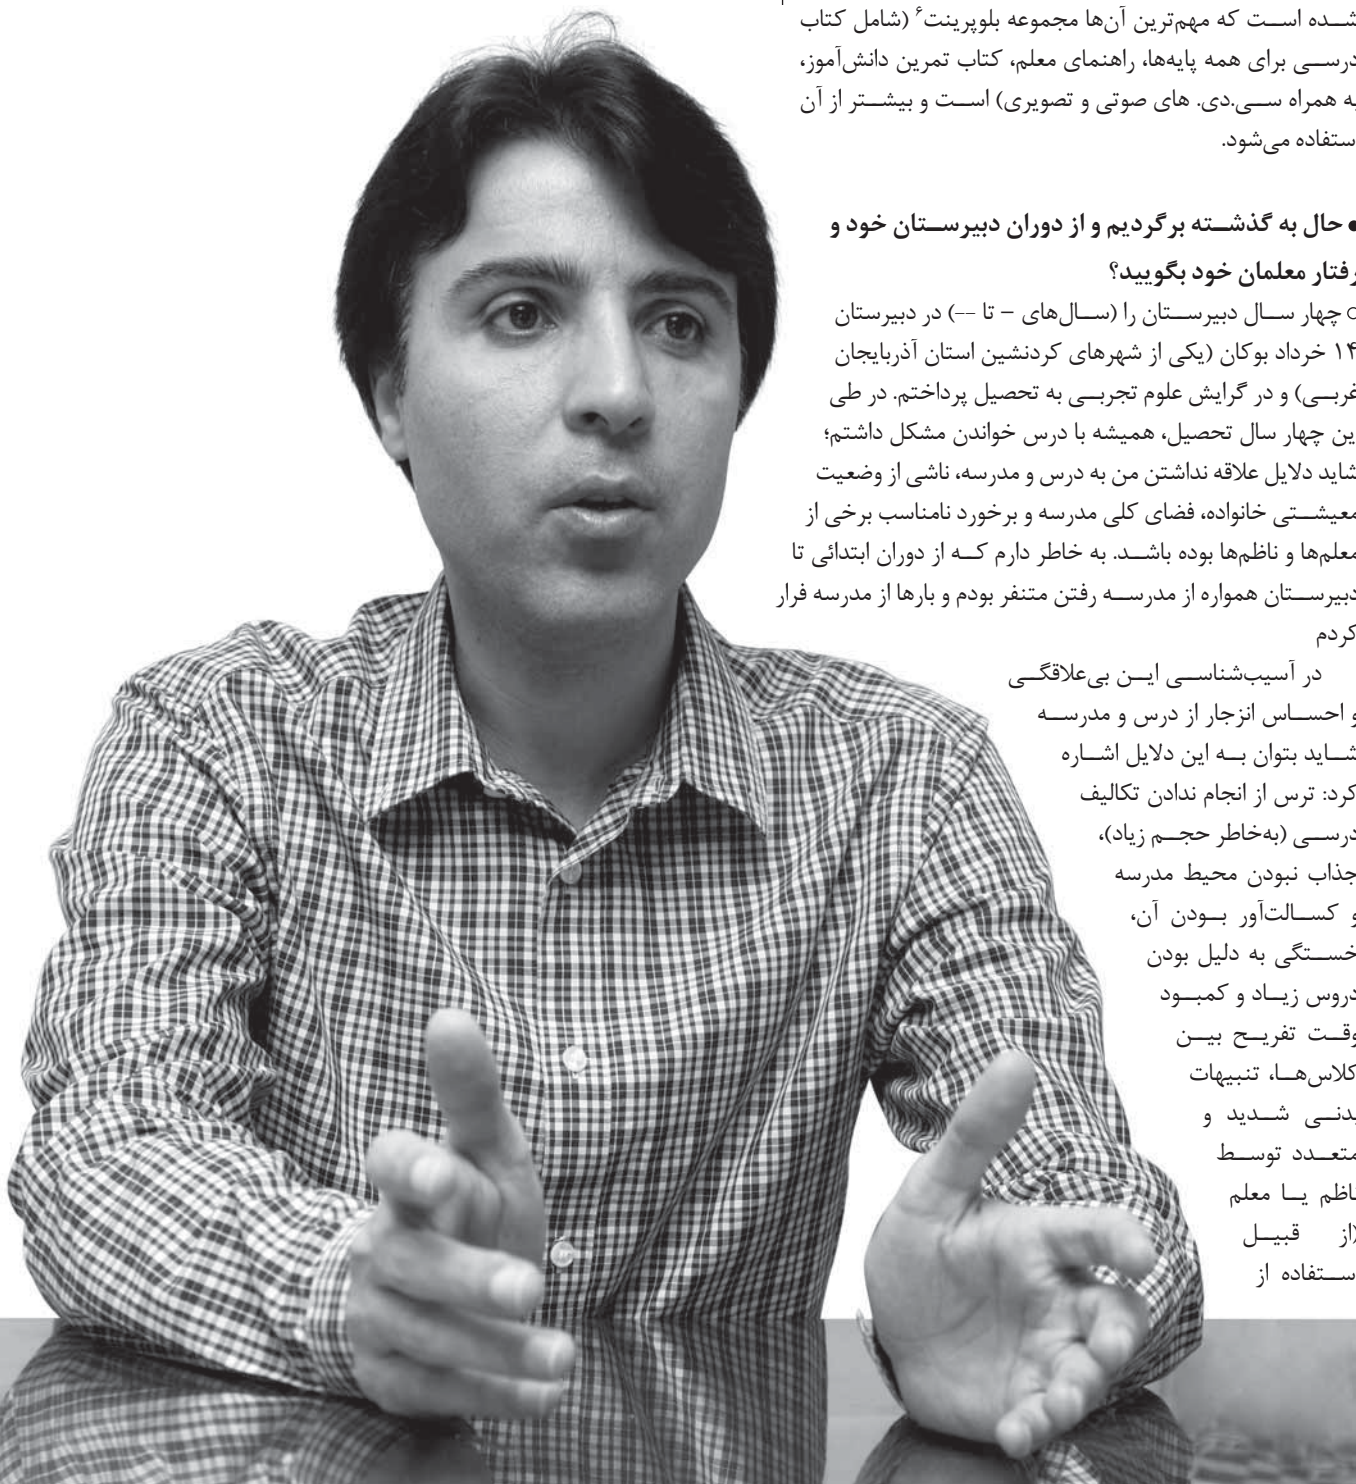 شده است که مهم‌ترین آن‌ها مجموعه بلوپرینت۶ (شامل کتاب
درسی برای همه پایه‌ها، راهنمای معلم، کتاب تمرین دانش‌آموز،
به همراه سی.دی. های صوتی و تصویری) است و بیشتر از آن
ستفاده می‌شود.
● حال به گذشته برگردیم و از دوران دبیرستان خود و
رفتار معلمان خود بگویید؟
○ چهار سال دبیرستان را (سال‌های – تا --) در دبیرستان
۱۴ خرداد بوکان (یکی از شهرهای کردنشین استان آذربایجان
غربی) و در گرایش علوم تجربی به تحصیل پرداختم. در طی
ین چهار سال تحصیل، همیشه با درس خواندن مشکل داشتم؛
شاید دلایل علاقه نداشتن من به درس و مدرسه، ناشی از وضعیت
معیشتی خانواده، فضای کلی مدرسه و برخورد نامناسب برخی از
معلم‌ها و ناظم‌ها بوده باشد. به خاطر دارم که از دوران ابتدائی تا
دبیرستان همواره از مدرسه رفتن متنفر بودم و بارها از مدرسه فرار
کردم
در آسیب‌شناسی این بی‌علاقگی
و احساس انزجار از درس و مدرسه
شاید بتوان به این دلایل اشاره
کرد: ترس از انجام ندادن تکالیف
درسی (به‌خاطر حجم زیاد)،
جذاب نبودن محیط مدرسه
و کسالت‌آور بودن آن،
خستگی به دلیل بودن
دروس زیاد و کمبود
وقت تفریح بین
کلاس‌ها، تنبیهات
بدنی شدید و
متعدد توسط
ناظم یا معلم
(از قبیل
ستفاده از